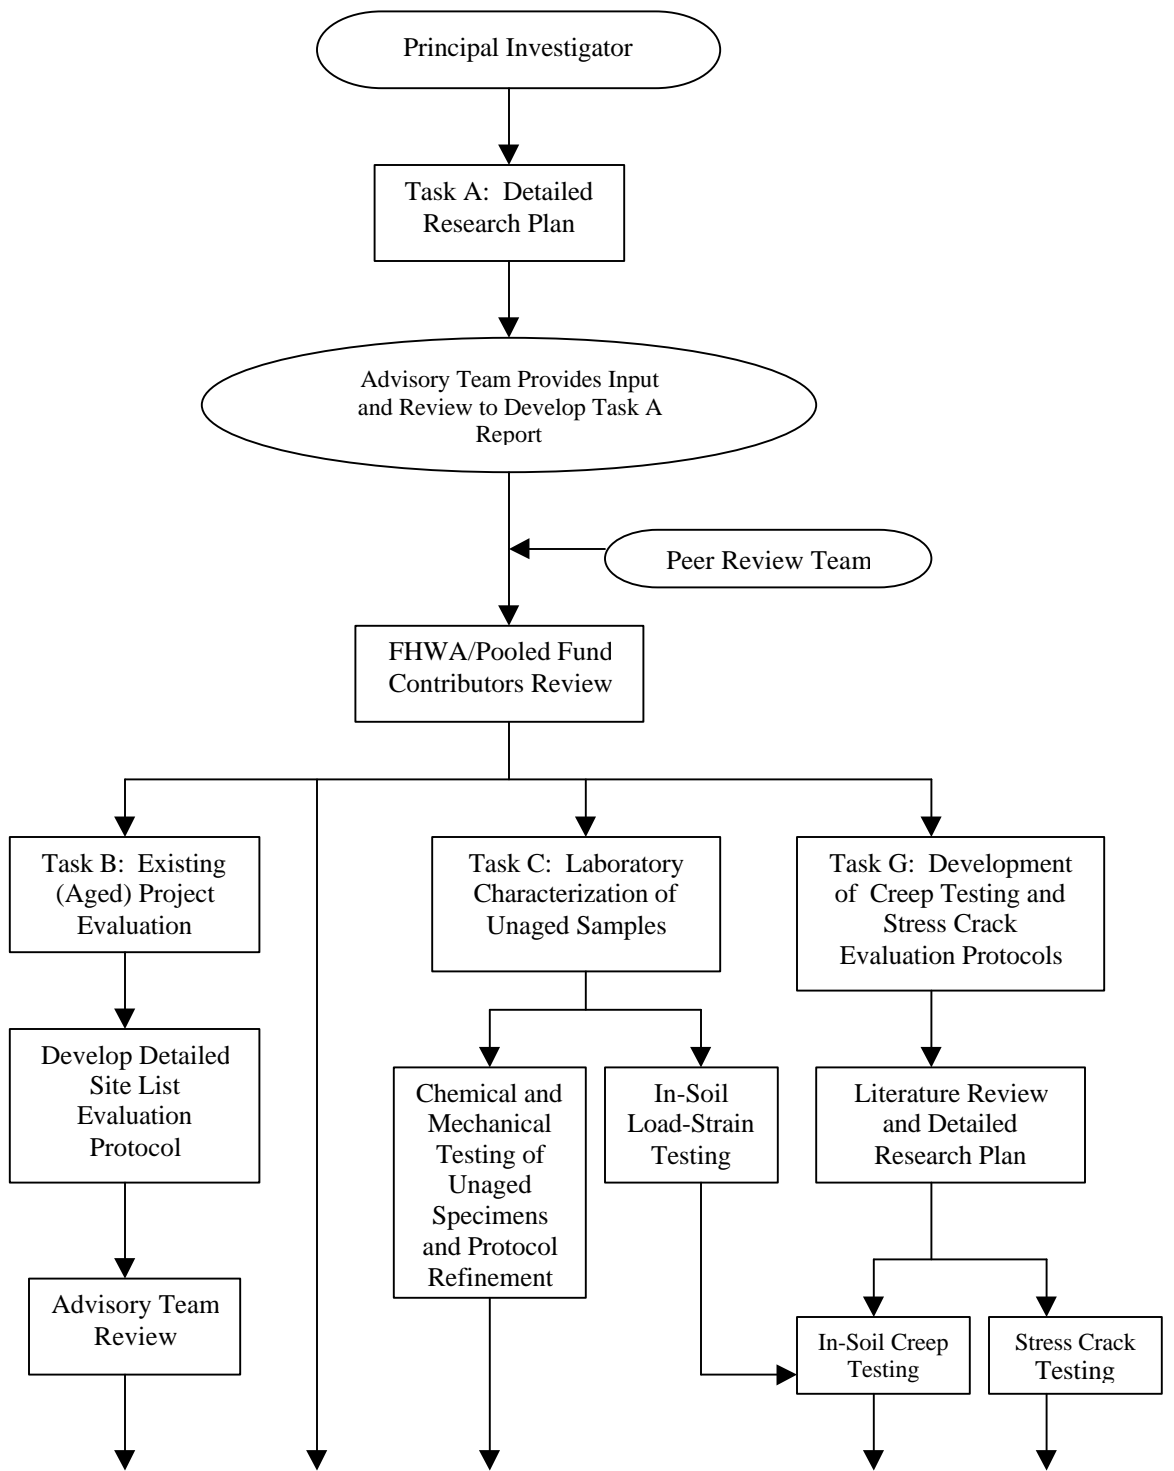 Principal Investigator
Task A: Detailed
Research Plan
Advisory Team Provides Input
and Review to Develop Task A
Report
Peer Review Team
FHWA/Pooled Fund
Contributors Review
Task B: Existing
(Aged) Project
Evaluation
Task C: Laboratory
Characterization of
Unaged Samples
Task G: Development
of Creep Testing and
Stress Crack
Evaluation Protocols
Develop Detailed
Site List
Evaluation
Protocol
Chemical and
Mechanical
Testing of
Unaged
Specimens
and Protocol
Refinement
In-Soil
Load-Strain
Testing
Literature Review
and Detailed
Research Plan
Advisory Team
Review
In-Soil Creep
Testing
Stress Crack
Testing